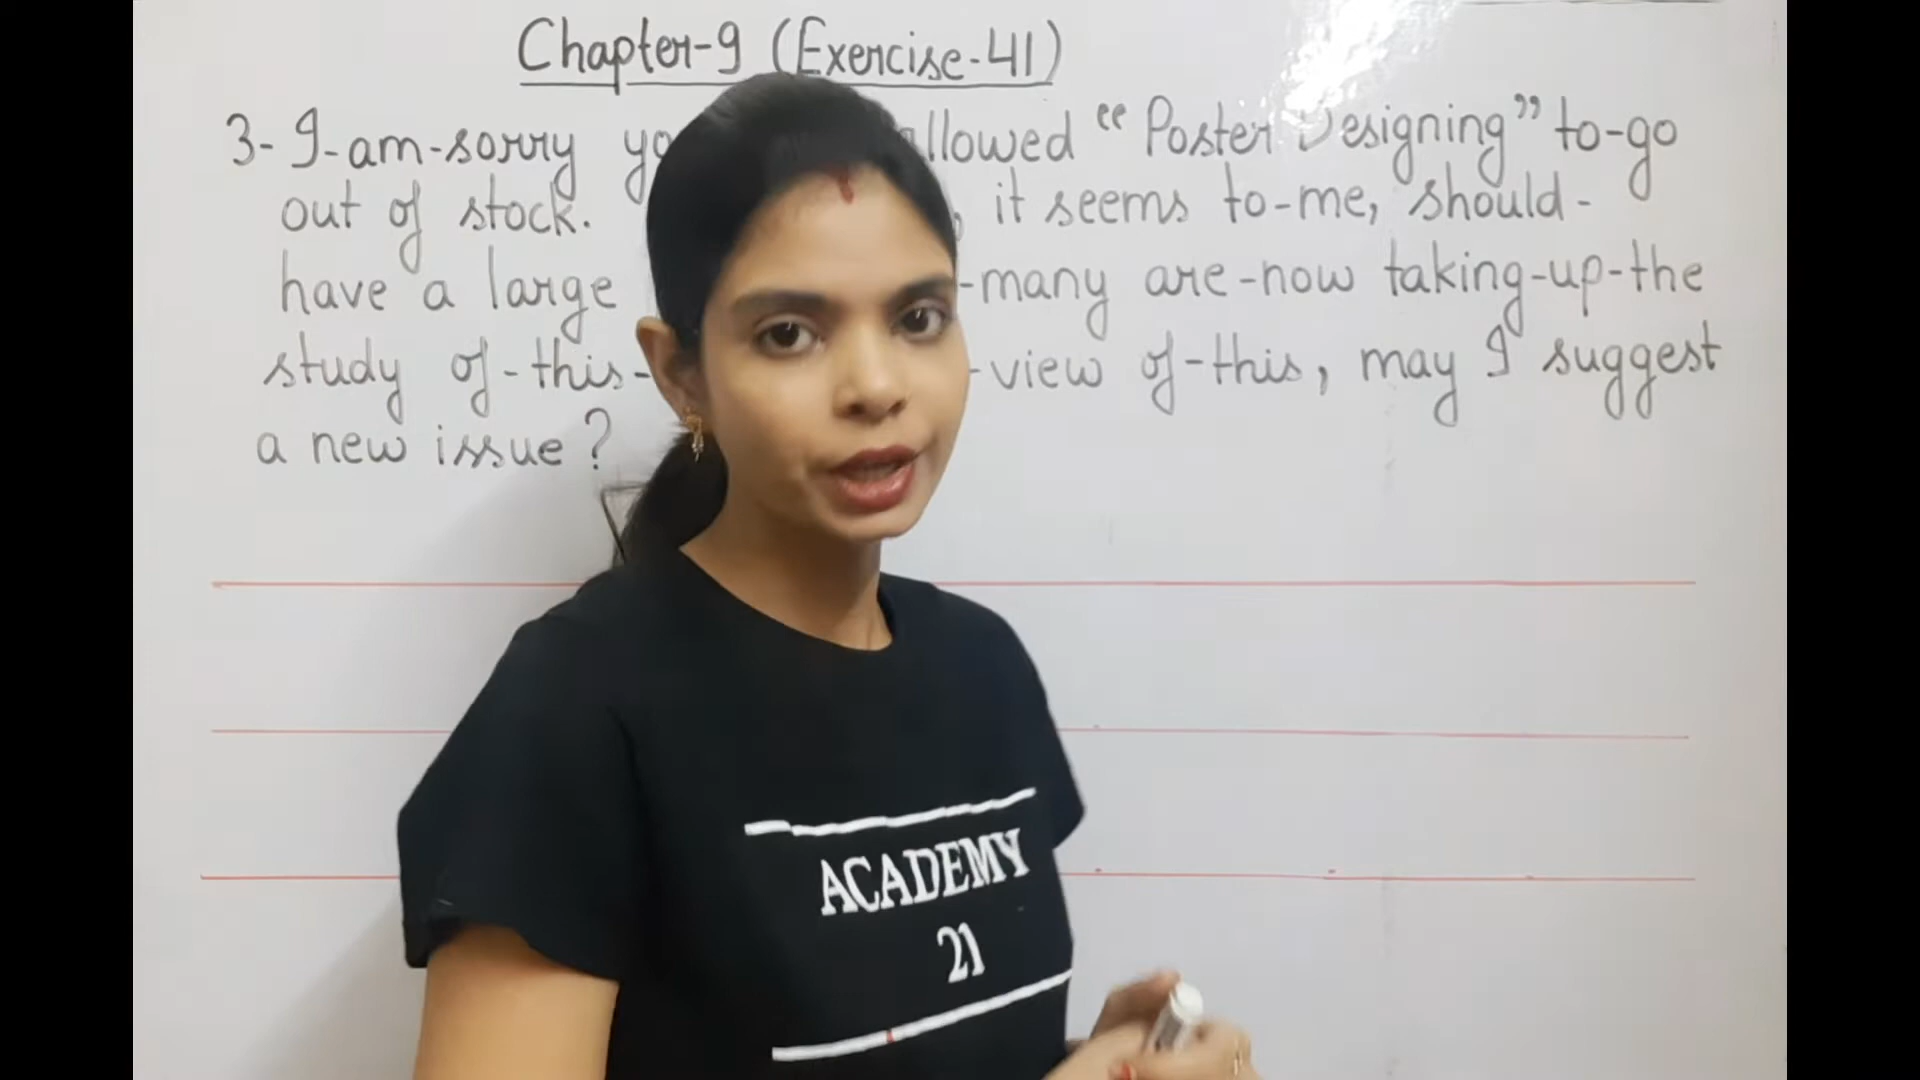 Chapter-9 (Exercise-41)
3- I-am-sorry allowed “Poster Designing” to-go
out of stock. it seems to-me, should-
have a large -many are-now taking-up-the
study of-this- -view of-this, may I suggest
a new issue?
ACADEMY
21